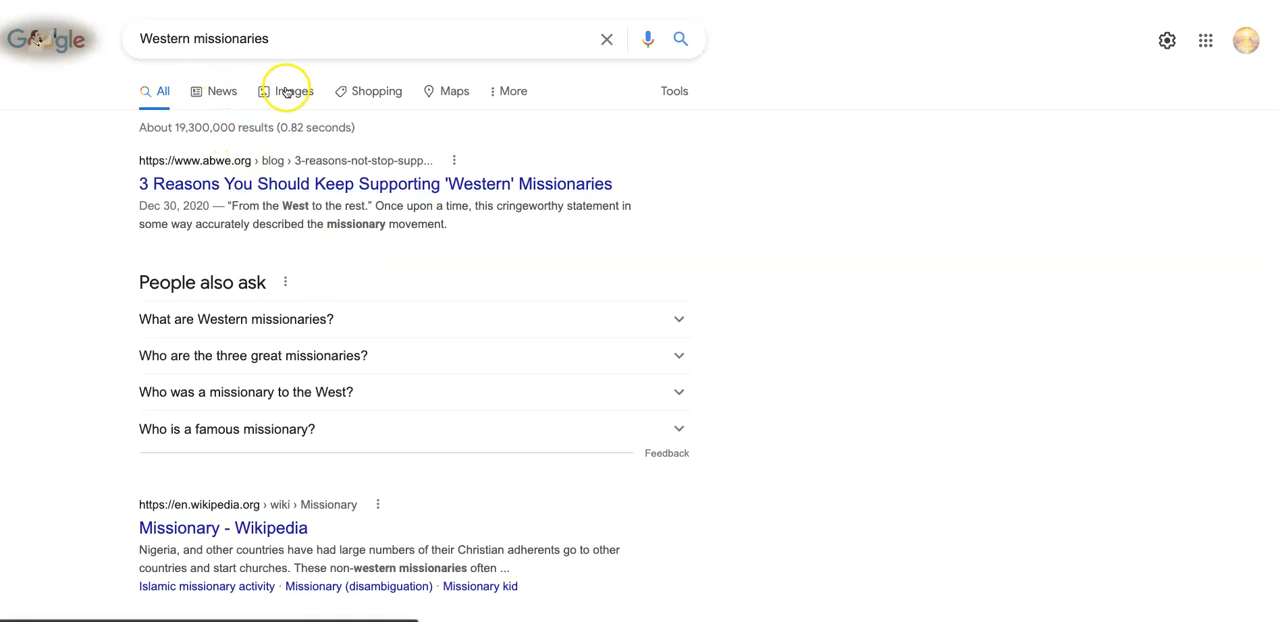 Google
Western missionaries
All News Images Shopping Maps More Tools
About 19,300,000 results (0.82 seconds)
https://www.abwe.org › blog › 3-reasons-not-stop-supp...
3 Reasons You Should Keep Supporting 'Western' Missionaries
Dec 30, 2020 — “From the West to the rest.” Once upon a time, this cringeworthy statement in
some way accurately described the missionary movement.
People also ask
What are Western missionaries?
Who are the three great missionaries?
Who was a missionary to the West?
Who is a famous missionary?
Feedback
https://en.wikipedia.org › wiki › Missionary
Missionary - Wikipedia
Nigeria, and other countries have had large numbers of their Christian adherents go to other
countries and start churches. These non-western missionaries often ...
Islamic missionary activity · Missionary (disambiguation) · Missionary kid